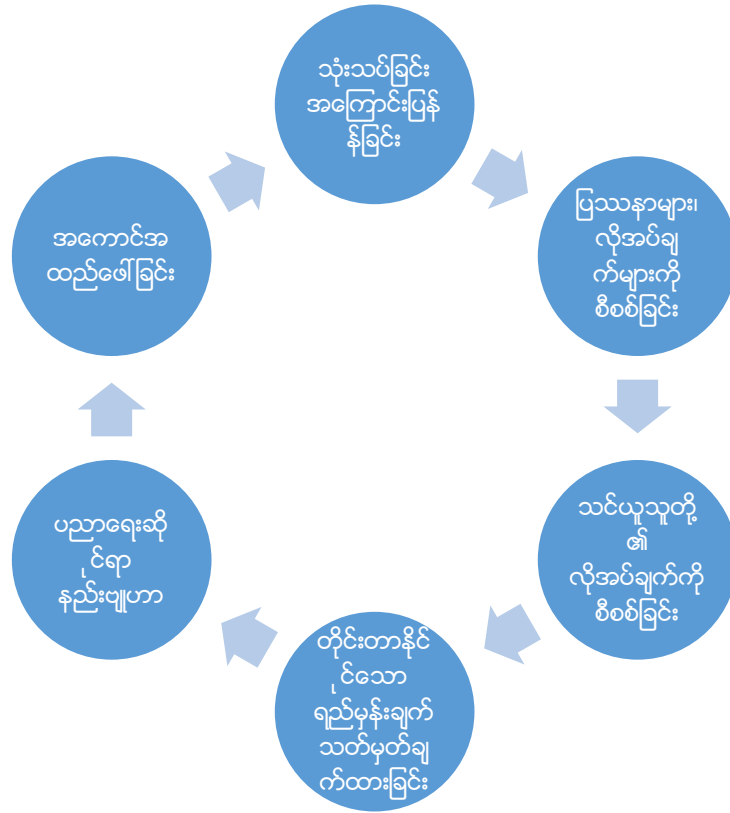 သုံးသပ်ခြင်း
အကြောင်းပြန်
န်ခြင်း
ပြဿနာများ၊
လိုအပ်ချ
က်များကို
စီစစ်ခြင်း
သင်ယူသူတို့
၏
လိုအပ်ချက်ကို
စီစစ်ခြင်း
တိုင်းတာနိုင်
ုင်သော
ရည်မှန်းချက်
သတ်မှတ်ချ
က်ထားခြင်း
ပညာရေးဆို
ုင်ရာ
နည်းဗျူဟာ
အကောင်အ
ထည်ဖေါ်ခြင်း